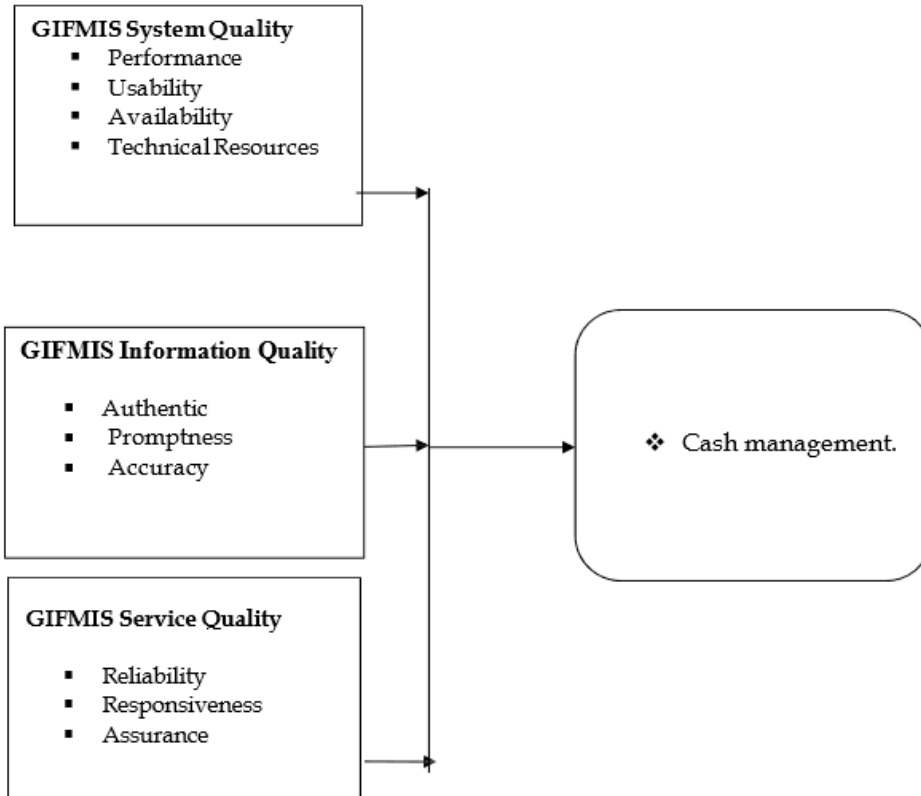 GIFMIS System Quality
▪ Performance
▪ Usability
▪ Availability
▪ Technical Resources
GIFMIS Information Quality
▪ Authentic
▪ Promptness
▪ Accuracy
❖ Cash management.
GIFMIS Service Quality
▪ Reliability
▪ Responsiveness
▪ Assurance